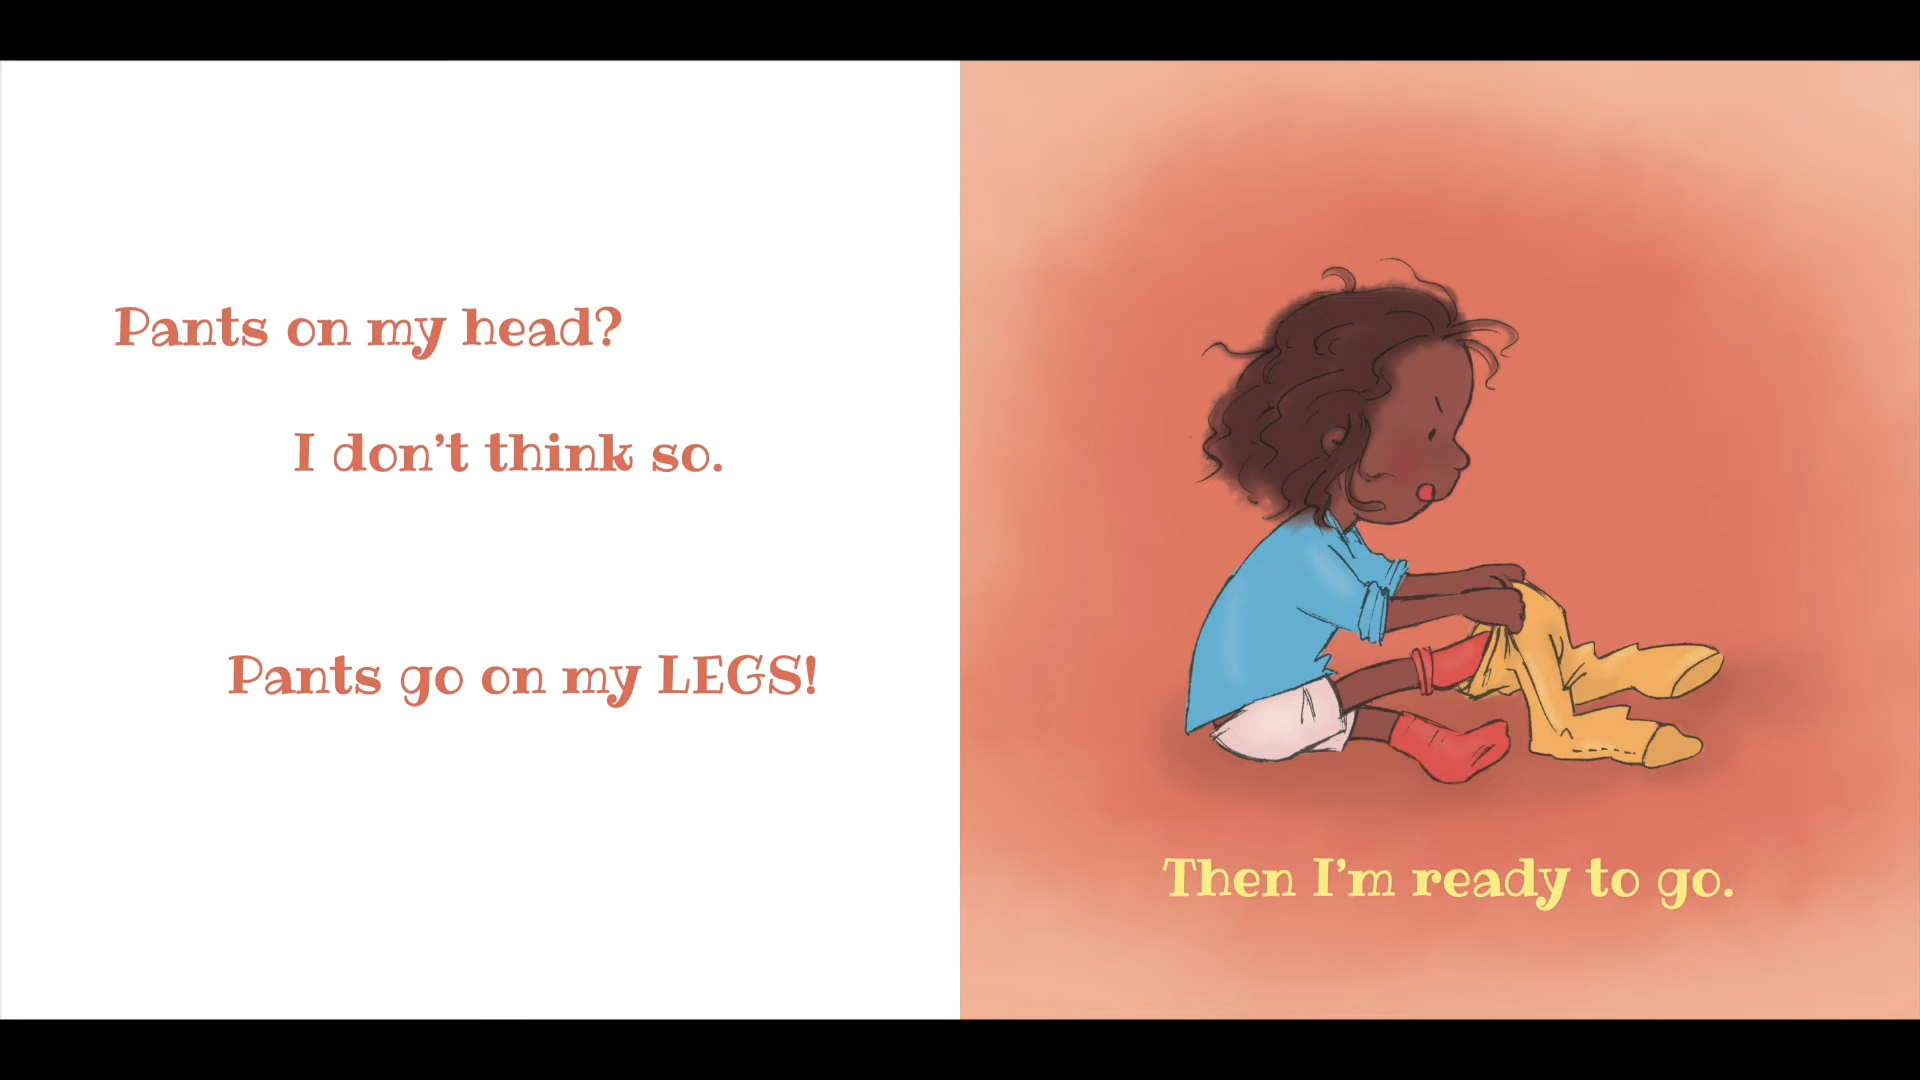 Pants on my head?
I don’t think so.
Pants go on my LEGS!
Then I’m ready to go.